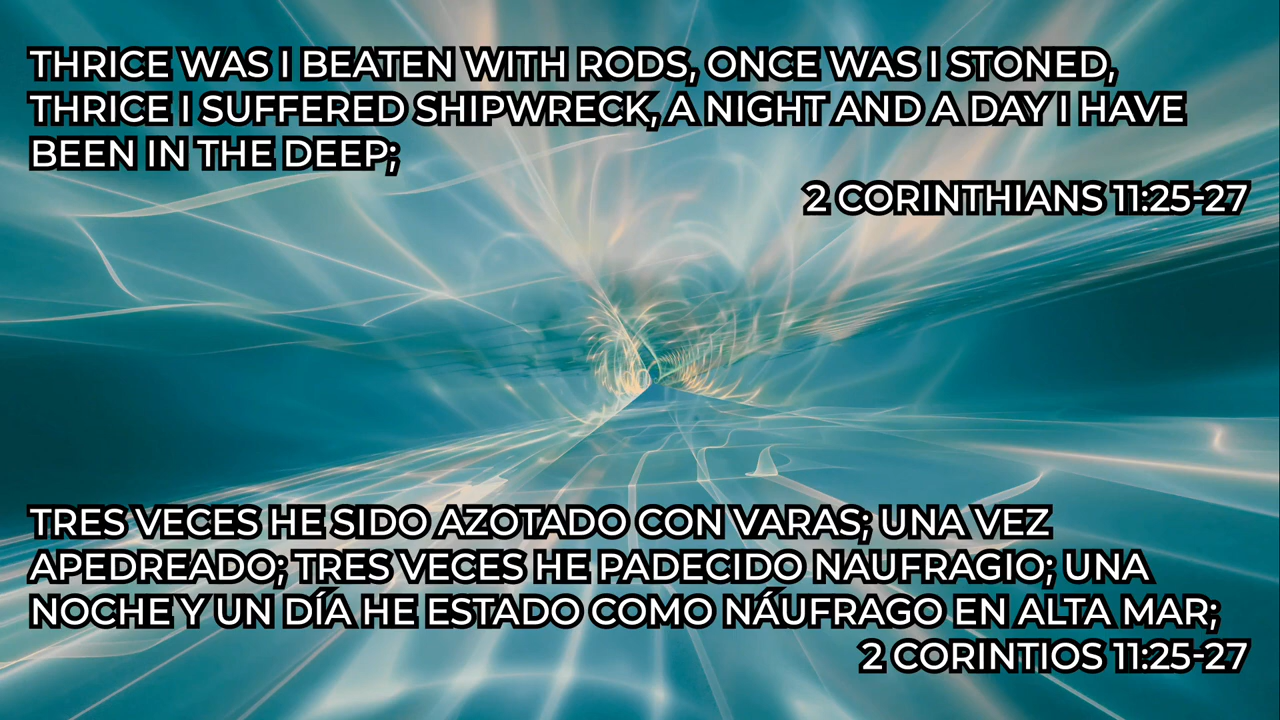 THRICE WAS I BEATEN WITH RODS, ONCE WAS I STONED,
THRICE I SUFFERED SHIPWRECK, A NIGHT AND A DAY I HAVE
BEEN IN THE DEEP;
2 CORINTHIANS 11:25-27
TRES VECES HE SIDO AZOTADO CON VARAS; UNA VEZ
APEDREADO; TRES VECES HE PADECIDO NAUFRAGIO; UNA
NOCHE Y UN DÍA HE ESTADO COMO NÁUFRAGO EN ALTA MAR;
2 CORINTIOS 11:25-27